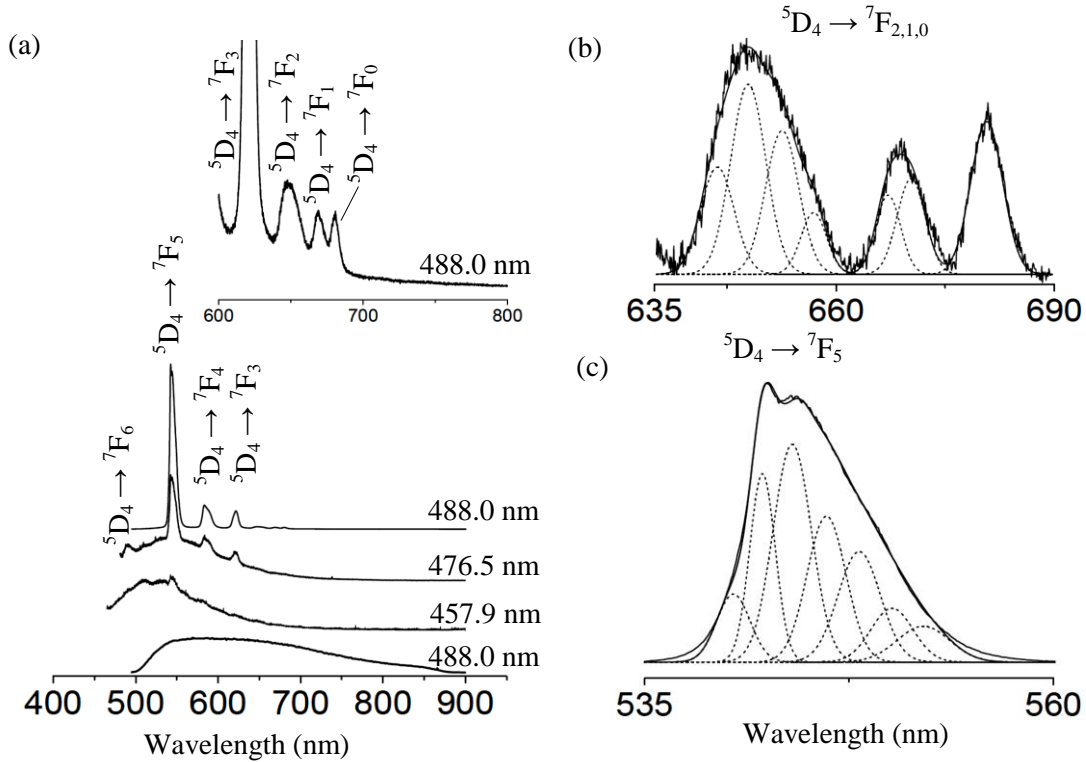 (a)
⁵D₄ → ⁷F₃
⁵D₄ → ⁷F₂
⁵D₄ → ⁷F₁
⁵D₄ → ⁷F₀
488.0 nm
600 700 800
⁵D₄ → ⁷F₆
⁵D₄ → ⁷F₅
⁵D₄ → ⁷F₄
⁵D₄ → ⁷F₃
488.0 nm
476.5 nm
457.9 nm
488.0 nm
400 500 600 700 800 900
Wavelength (nm)
(b)
⁵D₄ → ⁷F₂,₁,₀
635 660 690
(c)
⁵D₄ → ⁷F₅
535 560
Wavelength (nm)